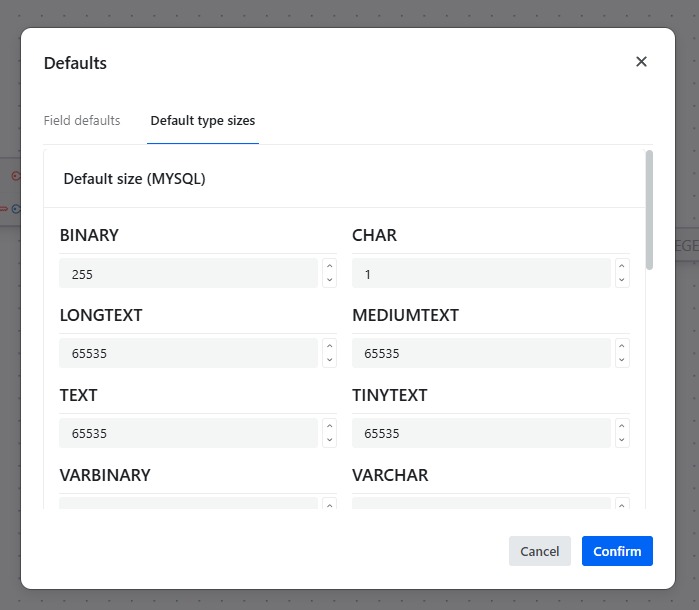 Defaults
Field defaults
Default type sizes
Default size (MYSQL)
BINARY
CHAR
255
1
LONGTEXT
MEDIUMTEXT
65535
65535
TEXT
TINYTEXT
65535
65535
VARBINARY
VARCHAR
Cancel
Confirm